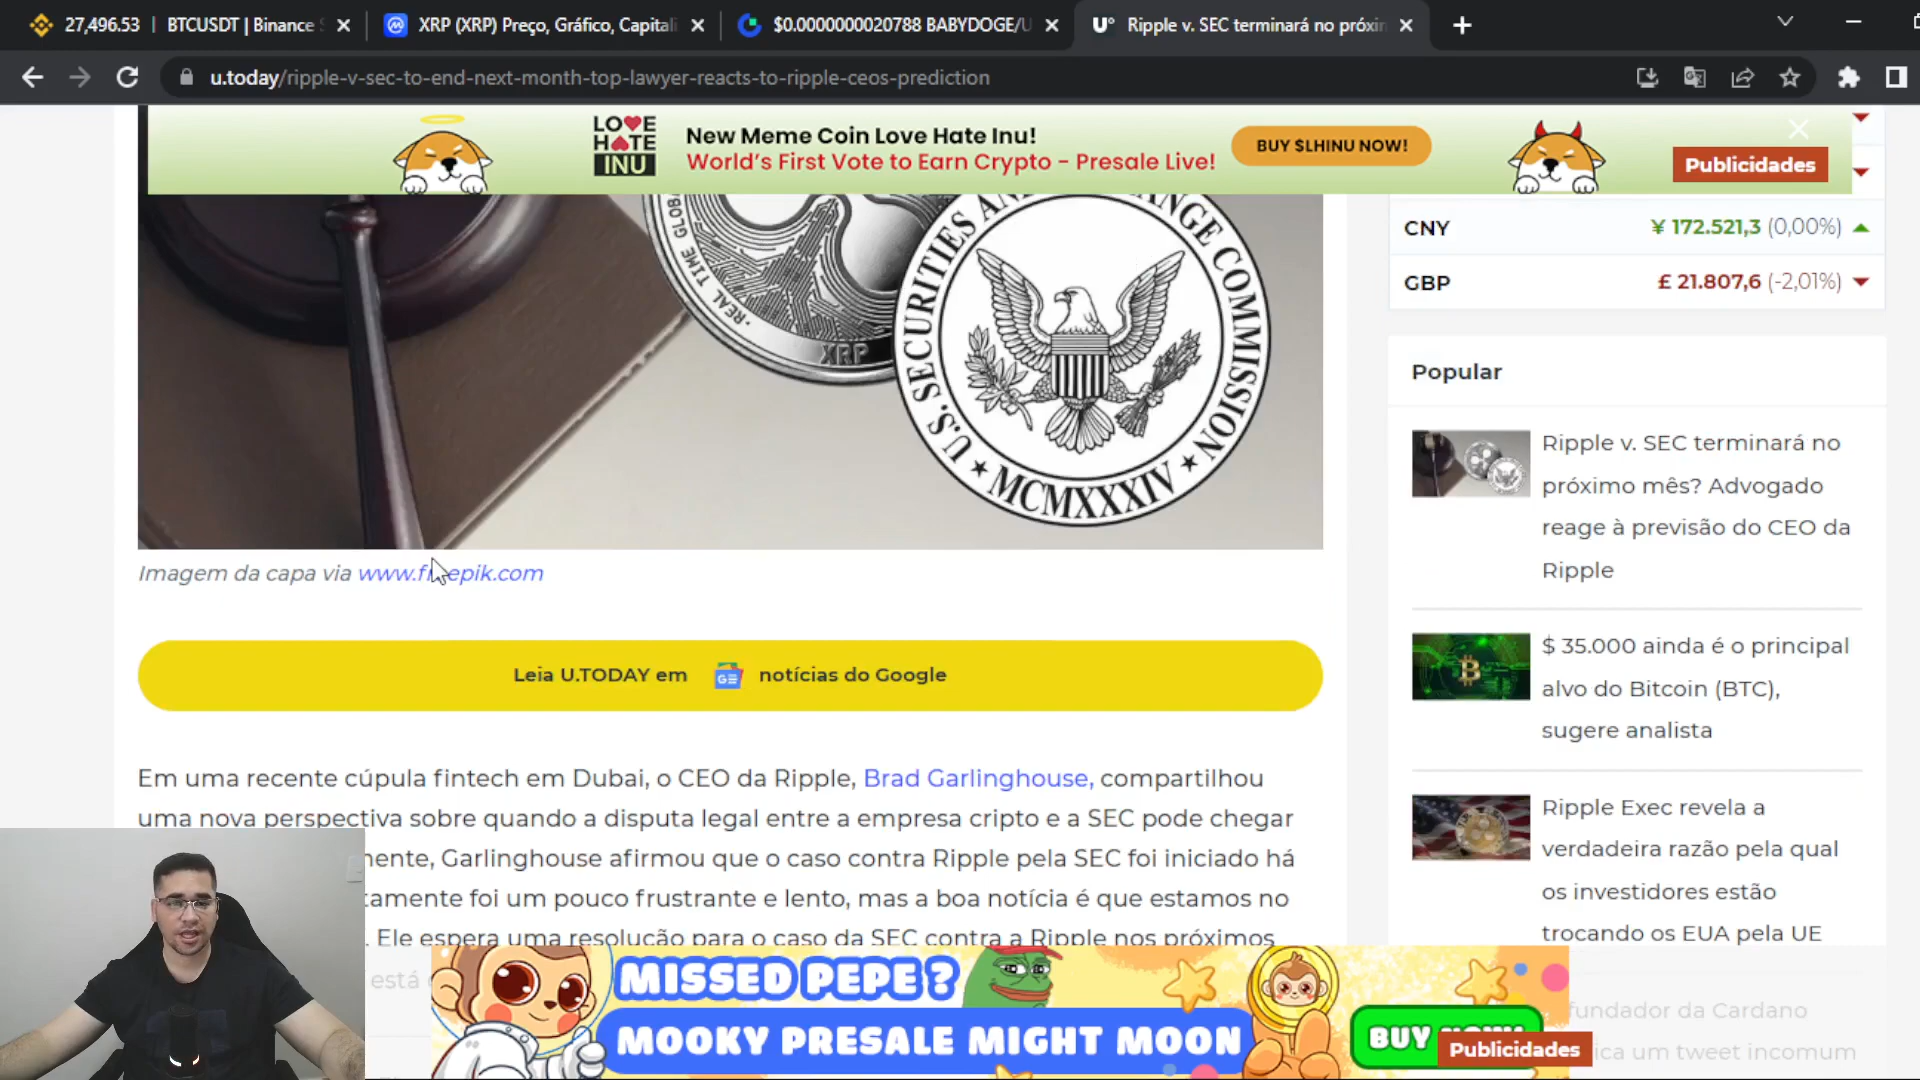 27,496.53 | BTCUSDT | Binance
XRP (XRP) Preço, Gráfico, Capitali
$0.0000000020788 BABYDOGE/U
U° Ripple v. SEC terminará no próxin
u.today/ripple-v-sec-to-end-next-month-top-lawyer-reacts-to-ripple-ceos-prediction
LOVE
HATE
INU
New Meme Coin Love Hate Inu!
World's First Vote to Earn Crypto - Presale Live!
BUY $LHINU NOW!
Publicidades
REAL TIME GLOB
XRP
U.S. SECURITIES AND EXCHANGE COMMISSION
MCMXXXIV
CNY ¥ 172.521,3 (0,00%)
GBP £ 21.807,6 (-2,01%)
Imagem da capa via www.freepik.com
Leia U.TODAY em GE notícias do Google
Em uma recente cúpula fintech em Dubai, o CEO da Ripple, Brad Garlinghouse, compartilhou
uma nova perspectiva sobre quando a disputa legal entre a empresa cripto e a SEC pode chegar
mente, Garlinghouse afirmou que o caso contra Ripple pela SEC foi iniciado há
tamente foi um pouco frustrante e lento, mas a boa notícia é que estamos no
. Ele espera uma resolução para o caso da SEC contra a Ripple nos próximos
está
Popular
Ripple v. SEC terminará no
próximo mês? Advogado
reage à previsão do CEO da
Ripple
$ 35.000 ainda é o principal
alvo do Bitcoin (BTC),
sugere analista
Ripple Exec revela a
verdadeira razão pela qual
os investidores estão
trocando os EUA pela UE
fundador da Cardano
ica um tweet incomum
MISSED PEPE?
MOOKY PRESALE MIGHT MOON
BUY NOW!
Publicidades